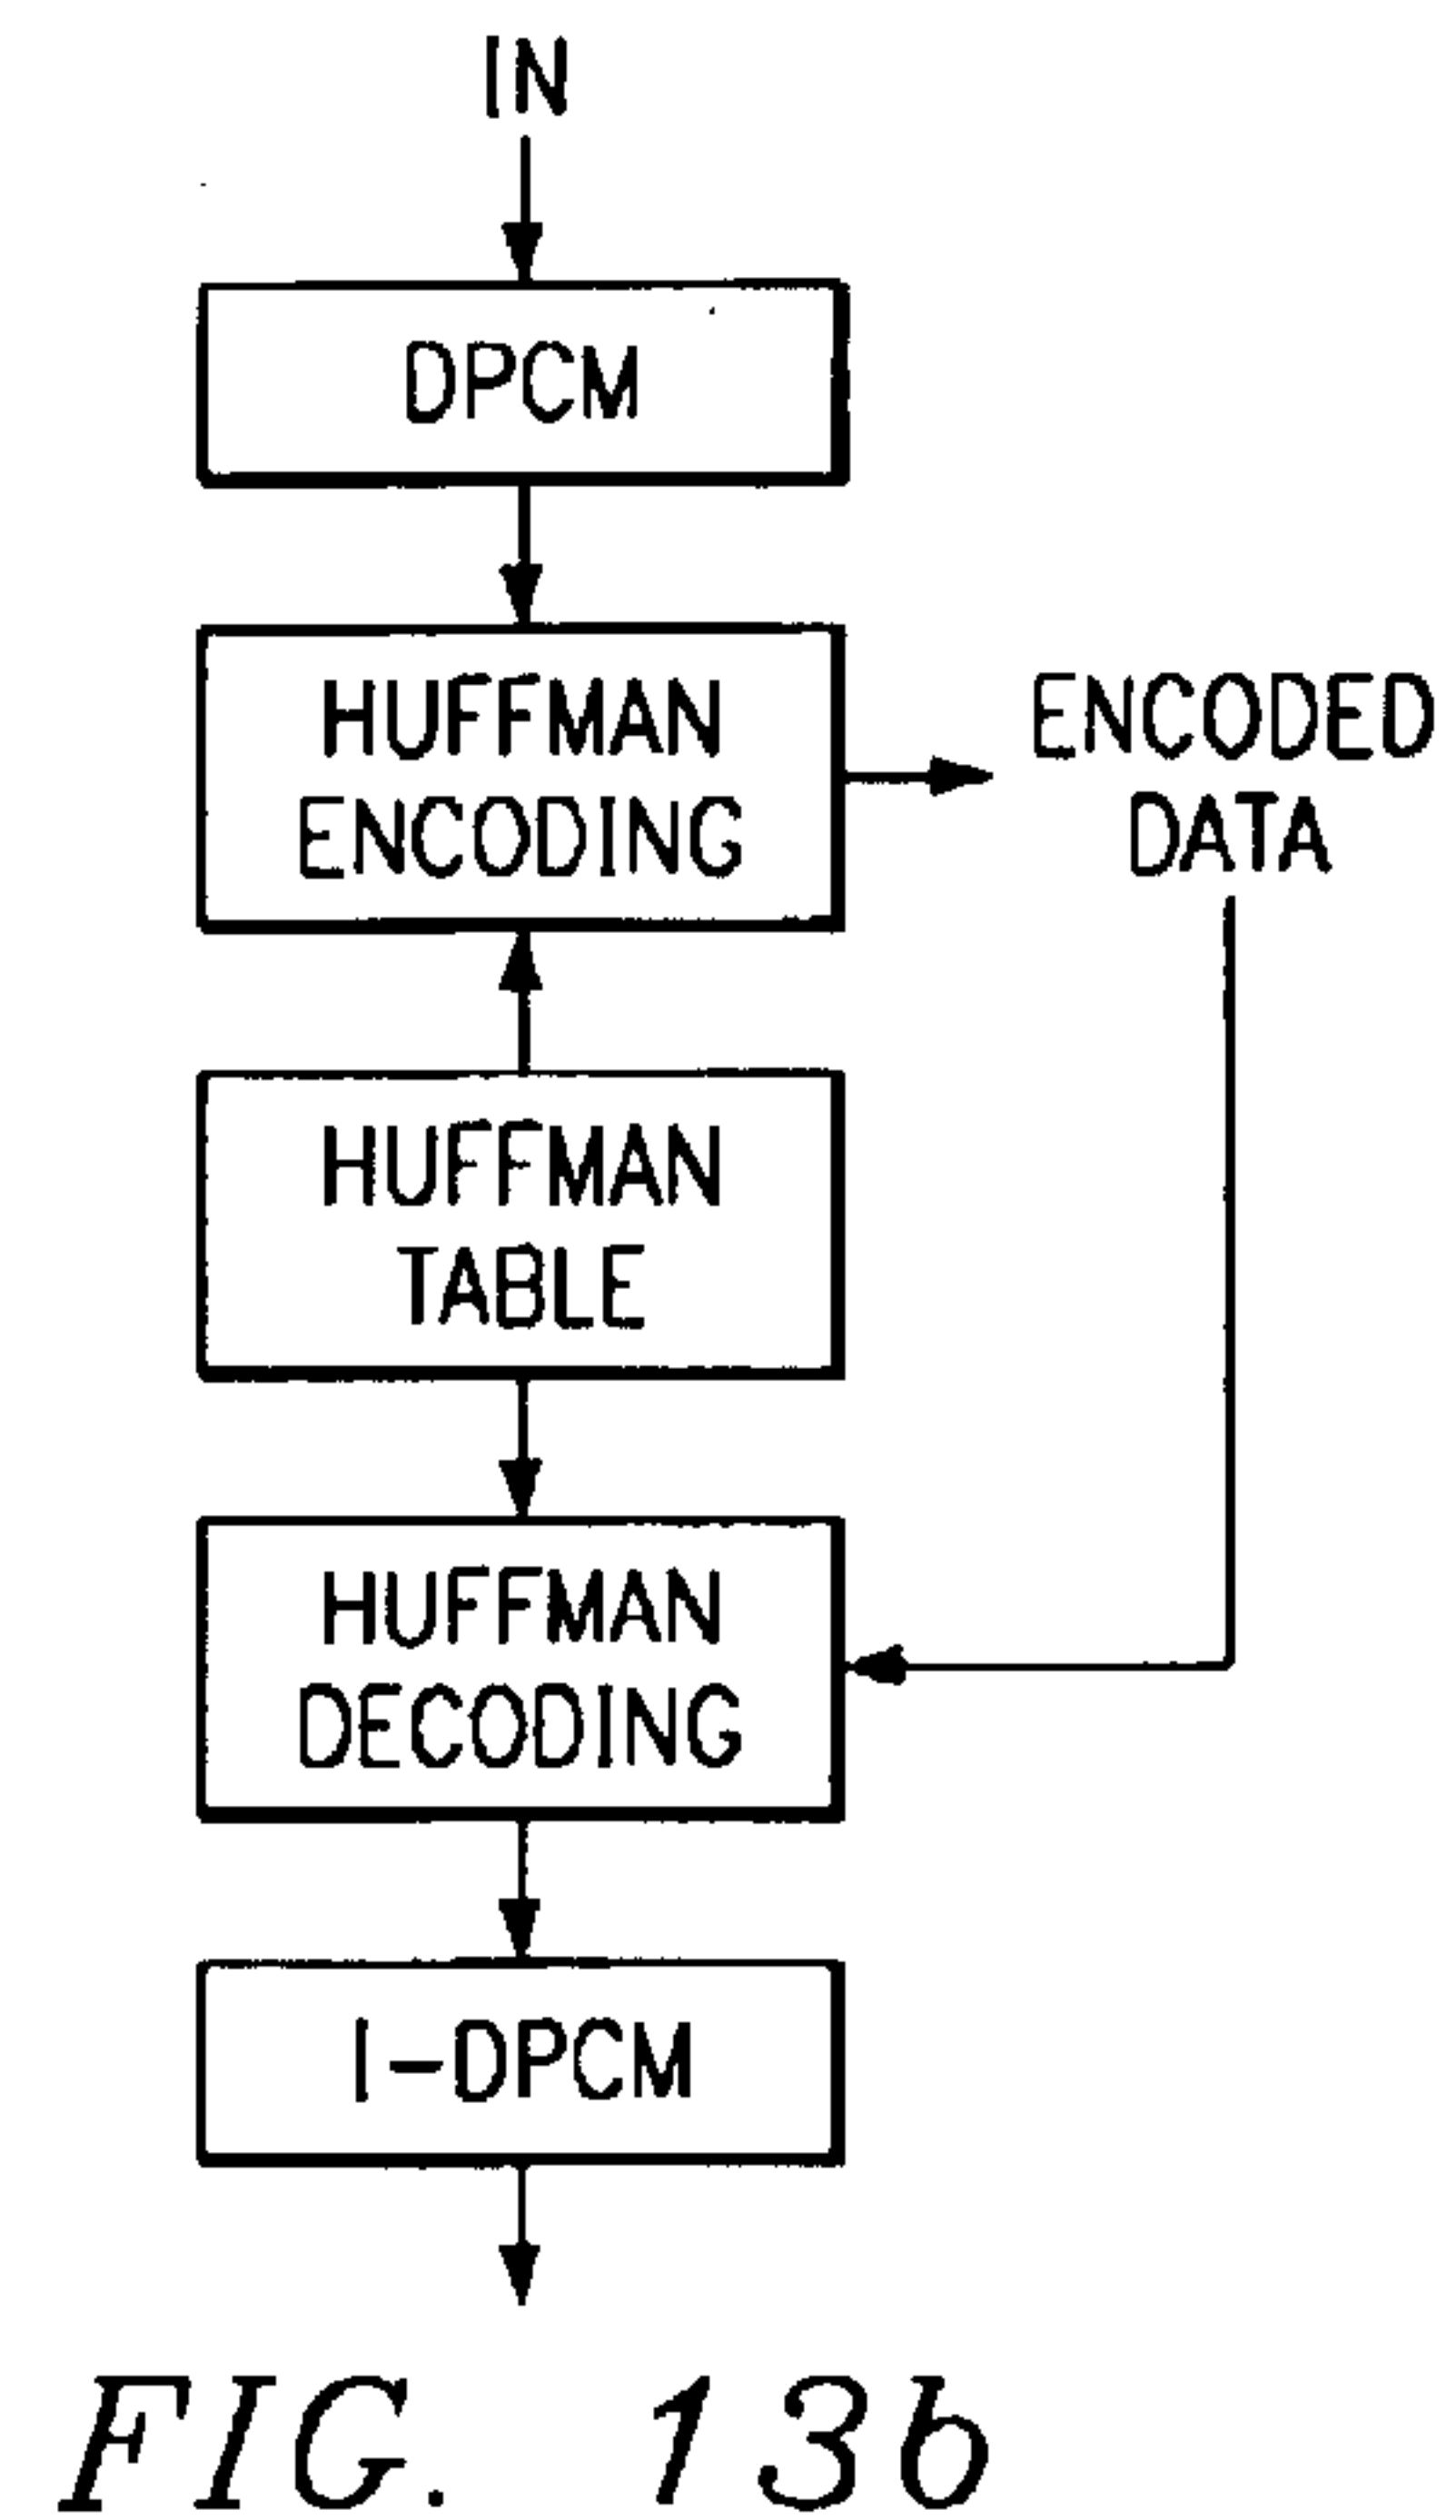 IN
DPCM
HUFFMAN
ENCODING
ENCODED
DATA
HUFFMAN
TABLE
HUFFMAN
DECODING
I-DPCM
FIG. 13b